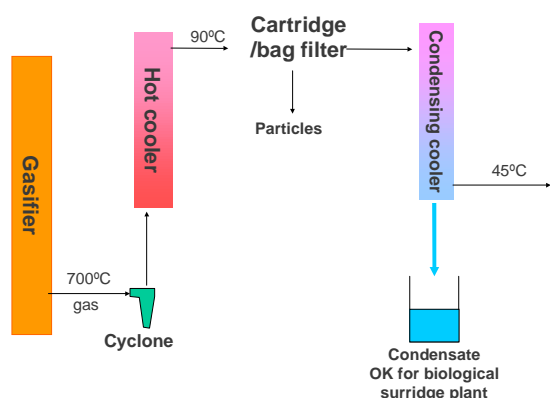 Gasifier
700ºC
gas
Cyclone
Hot cooler
90ºC
Cartridge
/bag filter
Particles
Condensing cooler
45ºC
Condensate
OK for biological
surridge plant